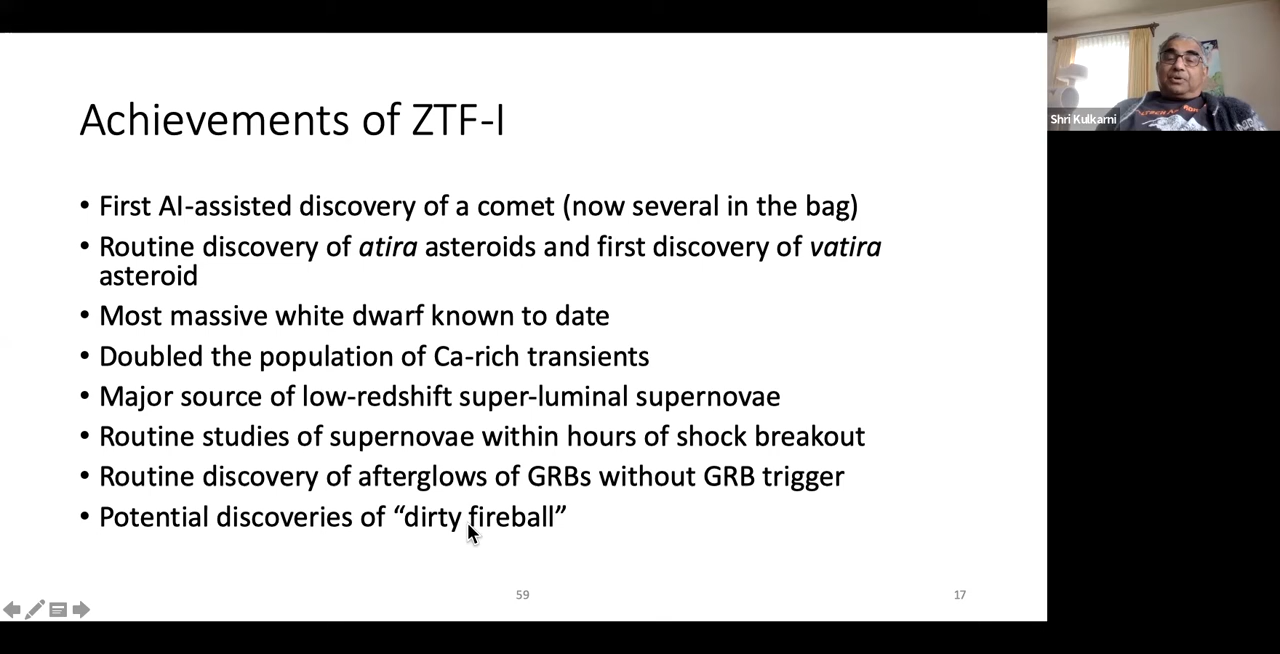 Achievements of ZTF-I
• First AI-assisted discovery of a comet (now several in the bag)
• Routine discovery of atira asteroids and first discovery of vatira
asteroid
• Most massive white dwarf known to date
• Doubled the population of Ca-rich transients
• Major source of low-redshift super-luminal supernovae
• Routine studies of supernovae within hours of shock breakout
• Routine discovery of afterglows of GRBs without GRB trigger
• Potential discoveries of “dirty fireball”
59
17
Shri Kulkarni